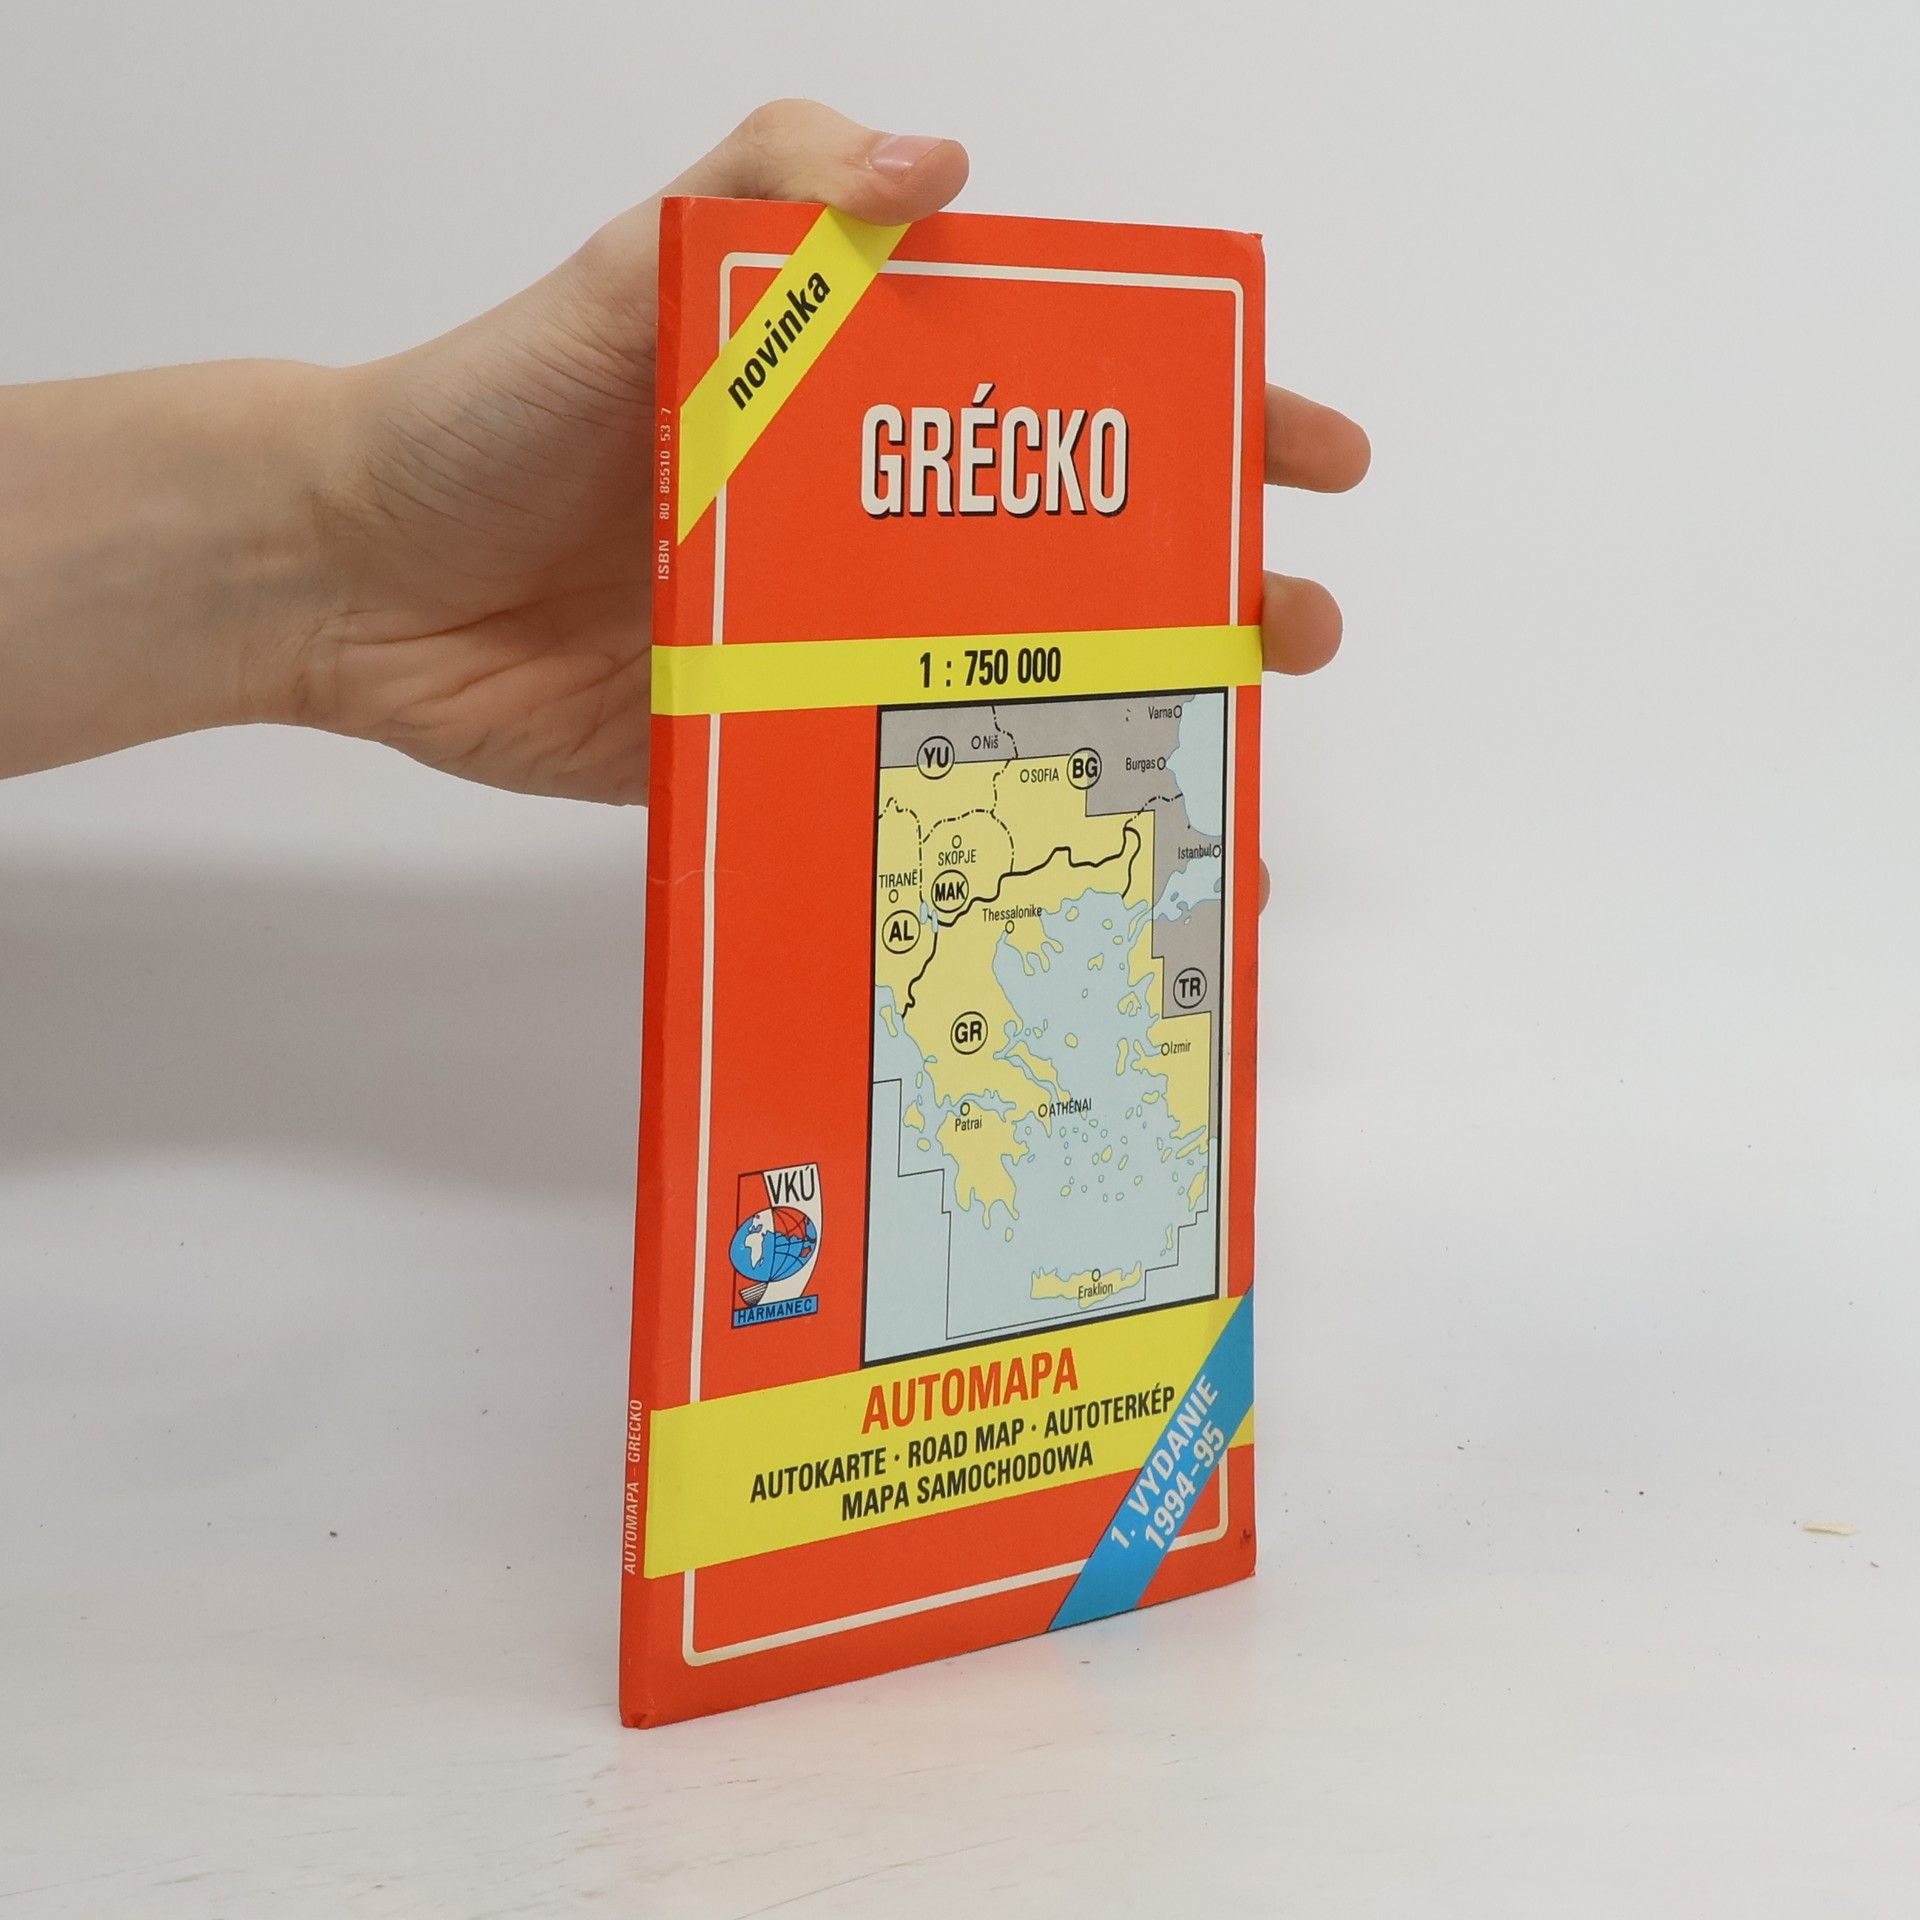 novinka
GRÉCKO
ISBN 80 85510 53-7
1 : 750 000
Varna
YU
Niš
SOFIA
BG
Burgas
SKOPJE
Istanbul
TIRANË
MAK
AL
Thessalonike
TR
GR
Izmir
ATHÉNAI
Patrai
VKÚ
HARMANEC
Eraklion
AUTOMAPA
AUTOKARTE · ROAD MAP · AUTOTERKÉP
MAPA SAMOCHODOWA
1. VYDANIE
1994-95
AUTOMAPA – GRÉCKO